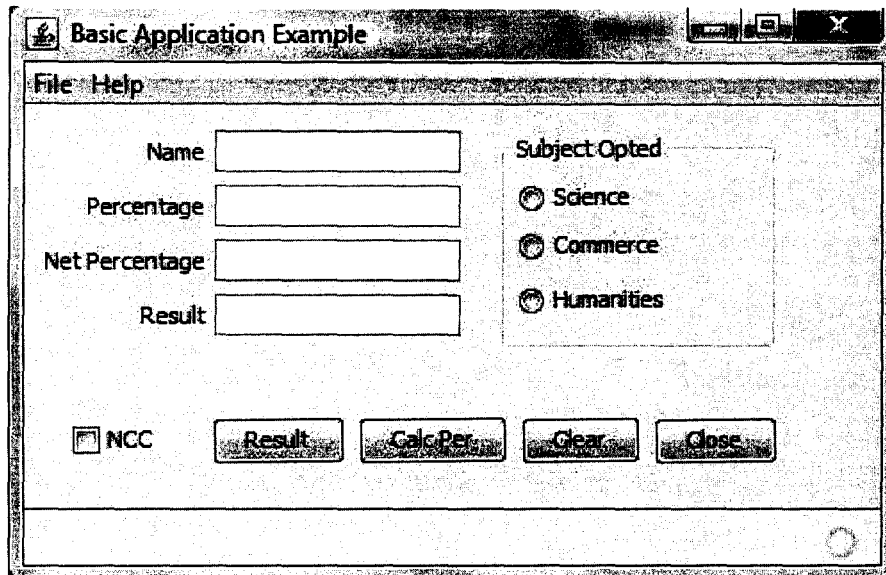 Basic Application Example
File Help
Name
Percentage
Net Percentage
Result
Subject Opted
Science
Commerce
Humanities
NCC
Result
Calc Per
Clear
Close